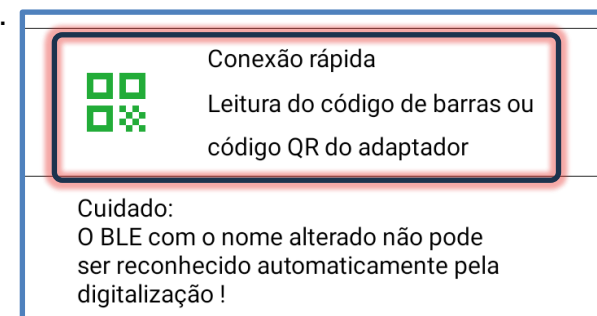 .
Conexão rápida
Leitura do código de barras ou
código QR do adaptador
Cuidado:
O BLE com o nome alterado não pode
ser reconhecido automaticamente pela
digitalização !